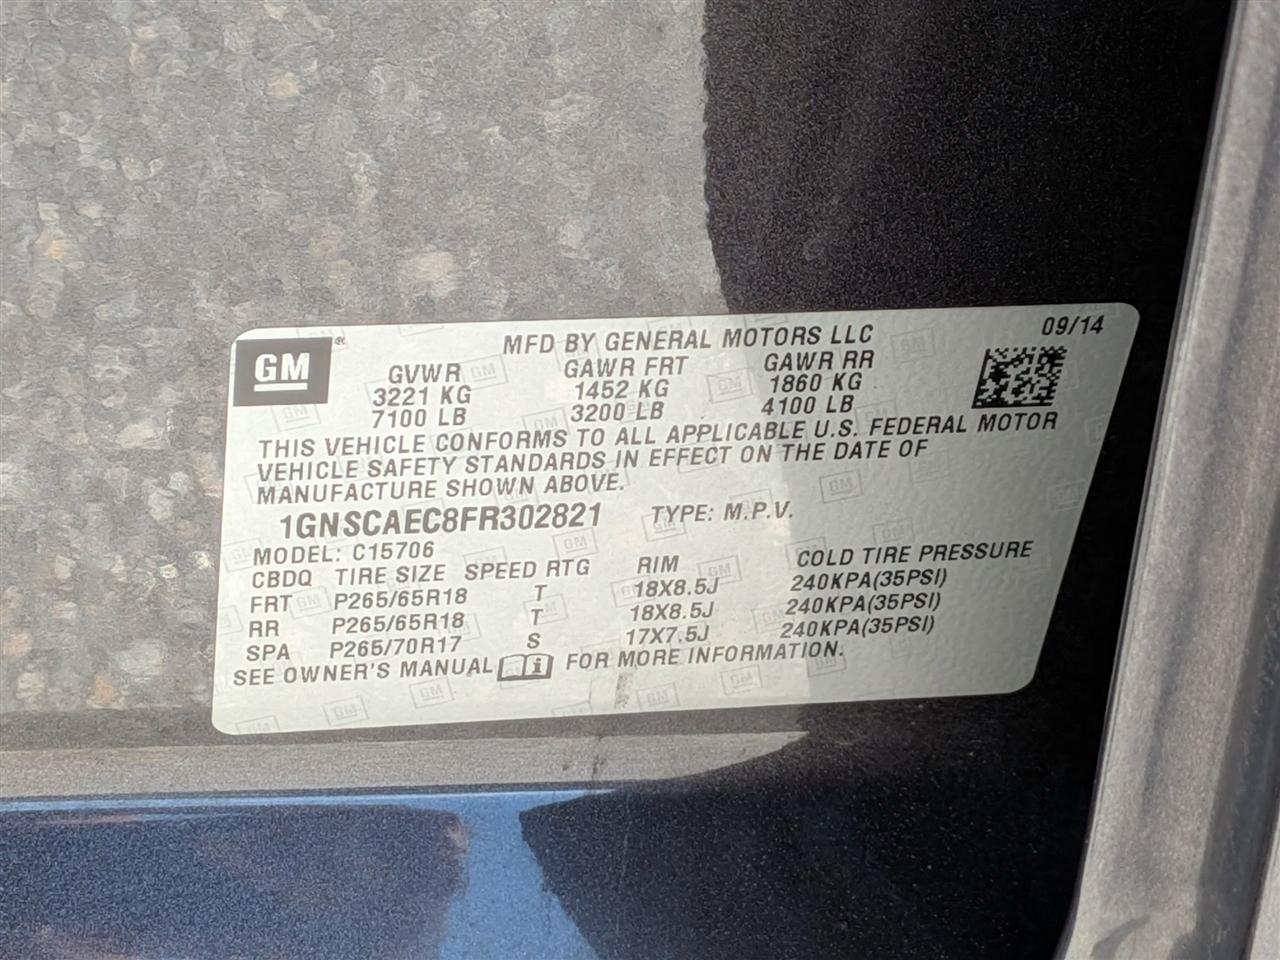 MFD BY GENERAL MOTORS LLC 09/14
GM ®
GVWR GAWR FRT GAWR RR
3221 KG 1452 KG 1860 KG
7100 LB 3200 LB 4100 LB
THIS VEHICLE CONFORMS TO ALL APPLICABLE U.S. FEDERAL MOTOR
VEHICLE SAFETY STANDARDS IN EFFECT ON THE DATE OF
MANUFACTURE SHOWN ABOVE.
1GNSCAEC8FR302821 TYPE: M.P.V.
MODEL: C15706
CBDQ TIRE SIZE SPEED RTG RIM COLD TIRE PRESSURE
FRT P265/65R18 T 18X8.5J 240KPA(35PSI)
RR P265/65R18 T 18X8.5J 240KPA(35PSI)
SPA P265/70R17 S 17X7.5J 240KPA(35PSI)
SEE OWNER'S MANUAL i FOR MORE INFORMATION.